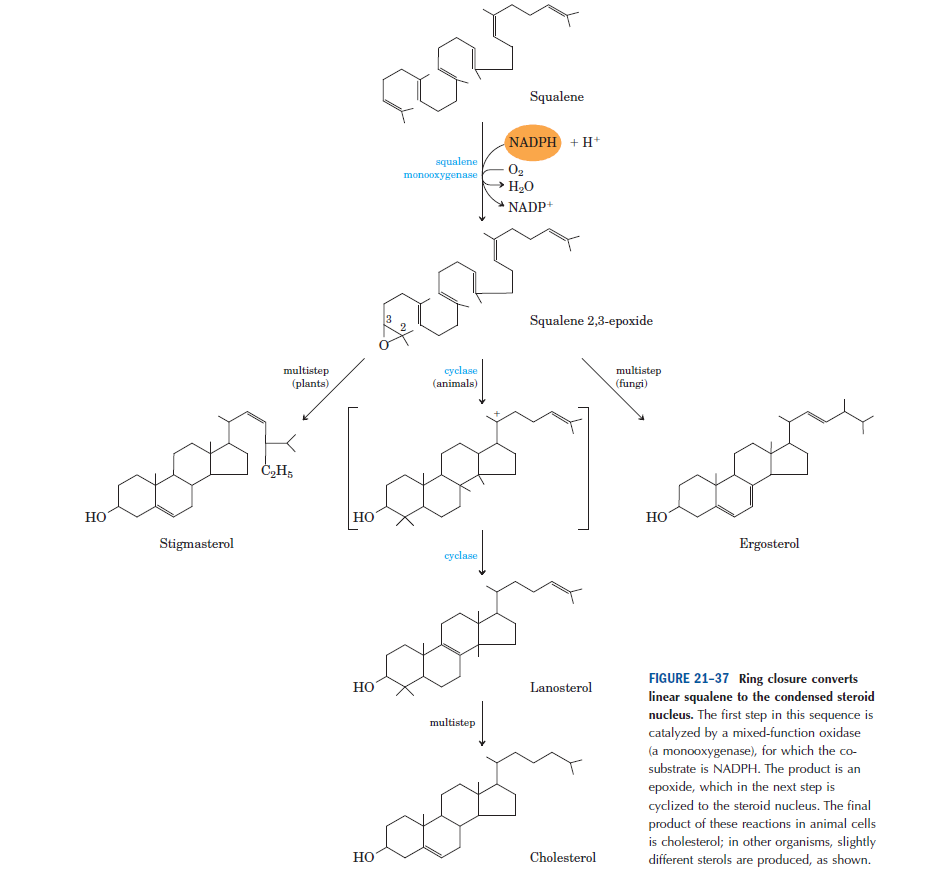 Squalene
NADPH + H+
squalene
monooxygenase
O2
H2O
NADP+
3
2
O
Squalene 2,3-epoxide
multistep
(plants)
cyclase
(animals)
multistep
(fungi)
+
C2H5
HO
HO
HO
Stigmasterol
Ergosterol
cyclase
HO
Lanosterol
multistep
HO
Cholesterol
FIGURE 21–37 Ring closure converts
linear squalene to the condensed steroid
nucleus. The first step in this sequence is
catalyzed by a mixed-function oxidase
(a monooxygenase), for which the co-
substrate is NADPH. The product is an
epoxide, which in the next step is
cyclized to the steroid nucleus. The final
product of these reactions in animal cells
is cholesterol; in other organisms, slightly
different sterols are produced, as shown.